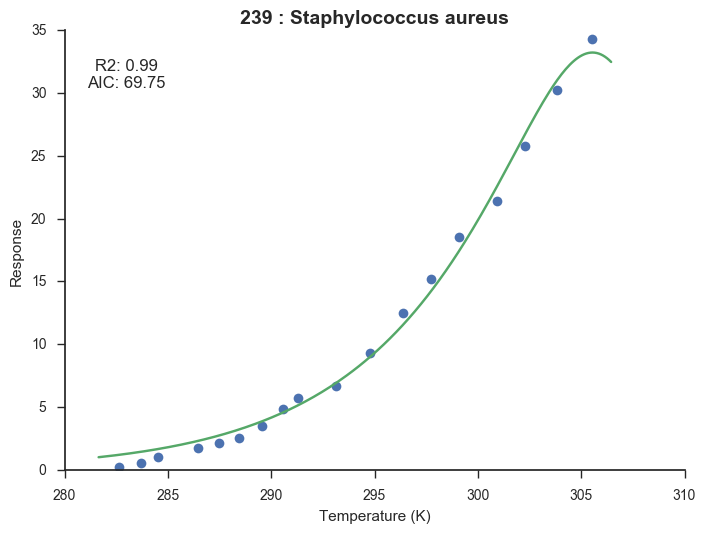 239 : Staphylococcus aureus
R2: 0.99
AIC: 69.75
Response
35
30
25
20
15
10
5
0
280 285 290 295 300 305 310
Temperature (K)